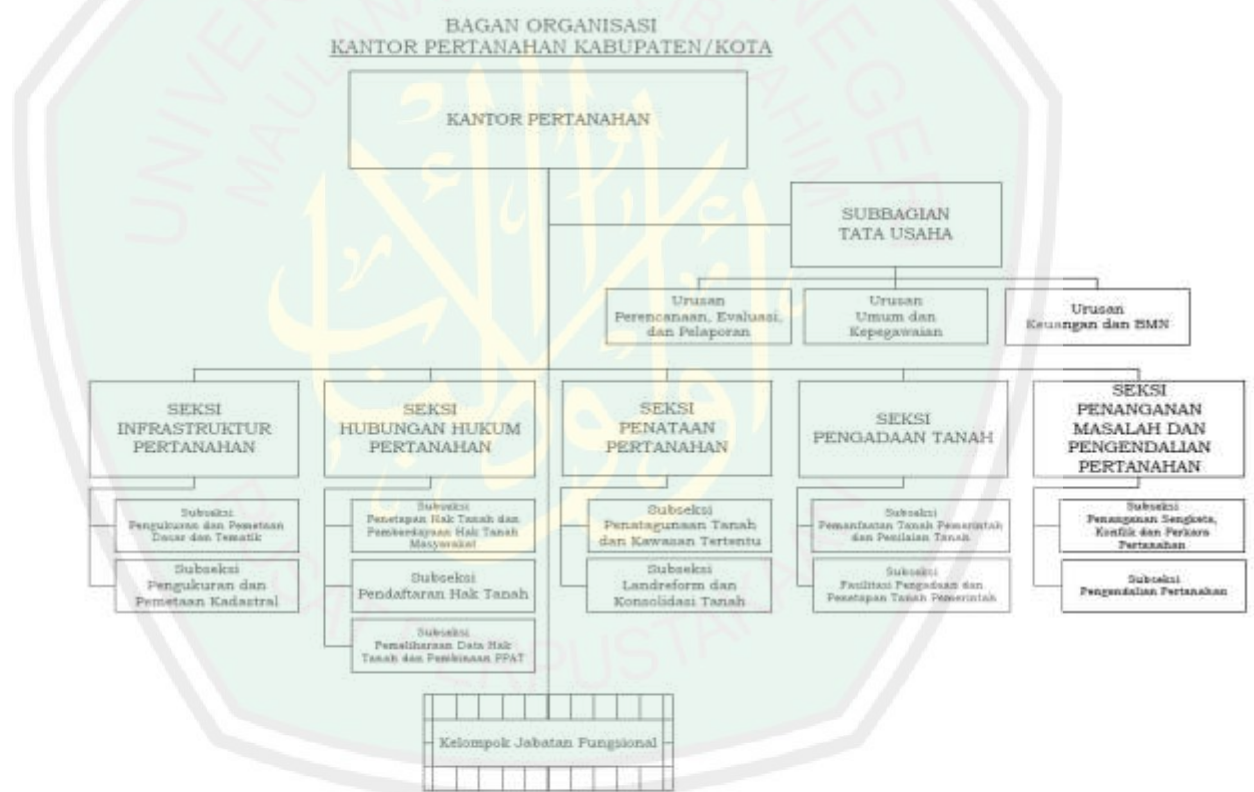 BAGAN ORGANISASI
KANTOR PERTANAHAN KABUPATEN/KOTA
KANTOR PERTANAHAN
SUBBAGIAN
TATA USAHA
Urusan
Perencanaan, Evaluasi,
dan Pelaporan
Urusan
Umum dan
Kepegawaian
Urusan
Keuangan dan BMN
SEKSI
INFRASTRUKTUR
PERTANAHAN
SEKSI
HUBUNGAN HUKUM
PERTANAHAN
SEKSI
PENATAAN
PERTANAHAN
SEKSI
PENGADAAN TANAH
SEKSI
PENANGANAN
MASALAH DAN
PENGENDALIAN
PERTANAHAN
Subseksi
Pengukuran dan Pemetaan
Dasar dan Tematik
Subseksi
Pengukuran dan
Pemetaan Kadastral
Subseksi
Penetapan Hak Tanah dan
Pemberdayaan Hak Tanah
Masyarakat
Subseksi
Pendaftaran Hak Tanah
Subseksi
Pemeliharaan Data Hak
Tanah dan Pembinaan PPAT
Subseksi
Penatagunaan Tanah
dan Kawasan Tertentu
Subseksi
Landreform dan
Konsolidasi Tanah
Subseksi
Pemanfaatan Tanah Pemerintah
dan Penilaian Tanah
Subseksi
Fasilitasi Pengadaan dan
Penetapan Tanah Pemerintah
Subseksi
Penanganan Sengketa,
Konflik dan Perkara
Pertanahan
Subseksi
Pengendalian Pertanahan
Kelompok Jabatan Fungsional